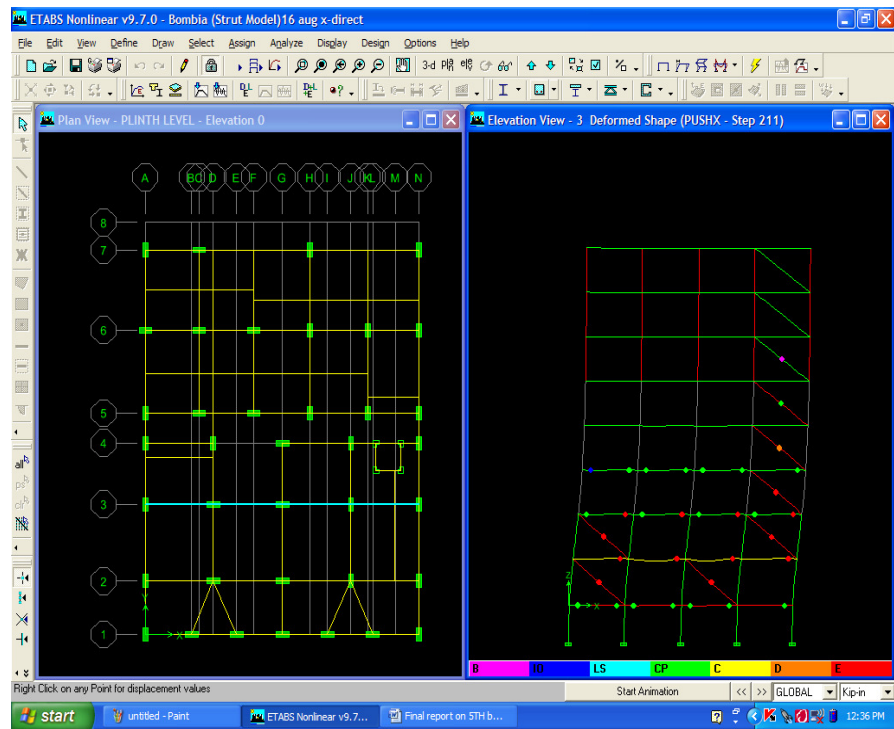 ETABS Nonlinear v9.7.0 - Bombia (Strut Model)16 aug x-direct
File Edit View Define Draw Select Assign Analyze Display Design Options Help
3-d
Plan View - PLINTH LEVEL - Elevation 0
Elevation View - 3 Deformed Shape (PUSHX - Step 211)
A B C D E F G H I J K L M N
8
7
6
5
4
3
2
1
Y
X
Z
X
all
ps
clr
B IO LS CP C D E
Right Click on any Point for displacement values
Start Animation << >> GLOBAL Kip-in
start untitled - Paint ETABS Nonlinear v9.7... Final report on 5TH b... 12:36 PM